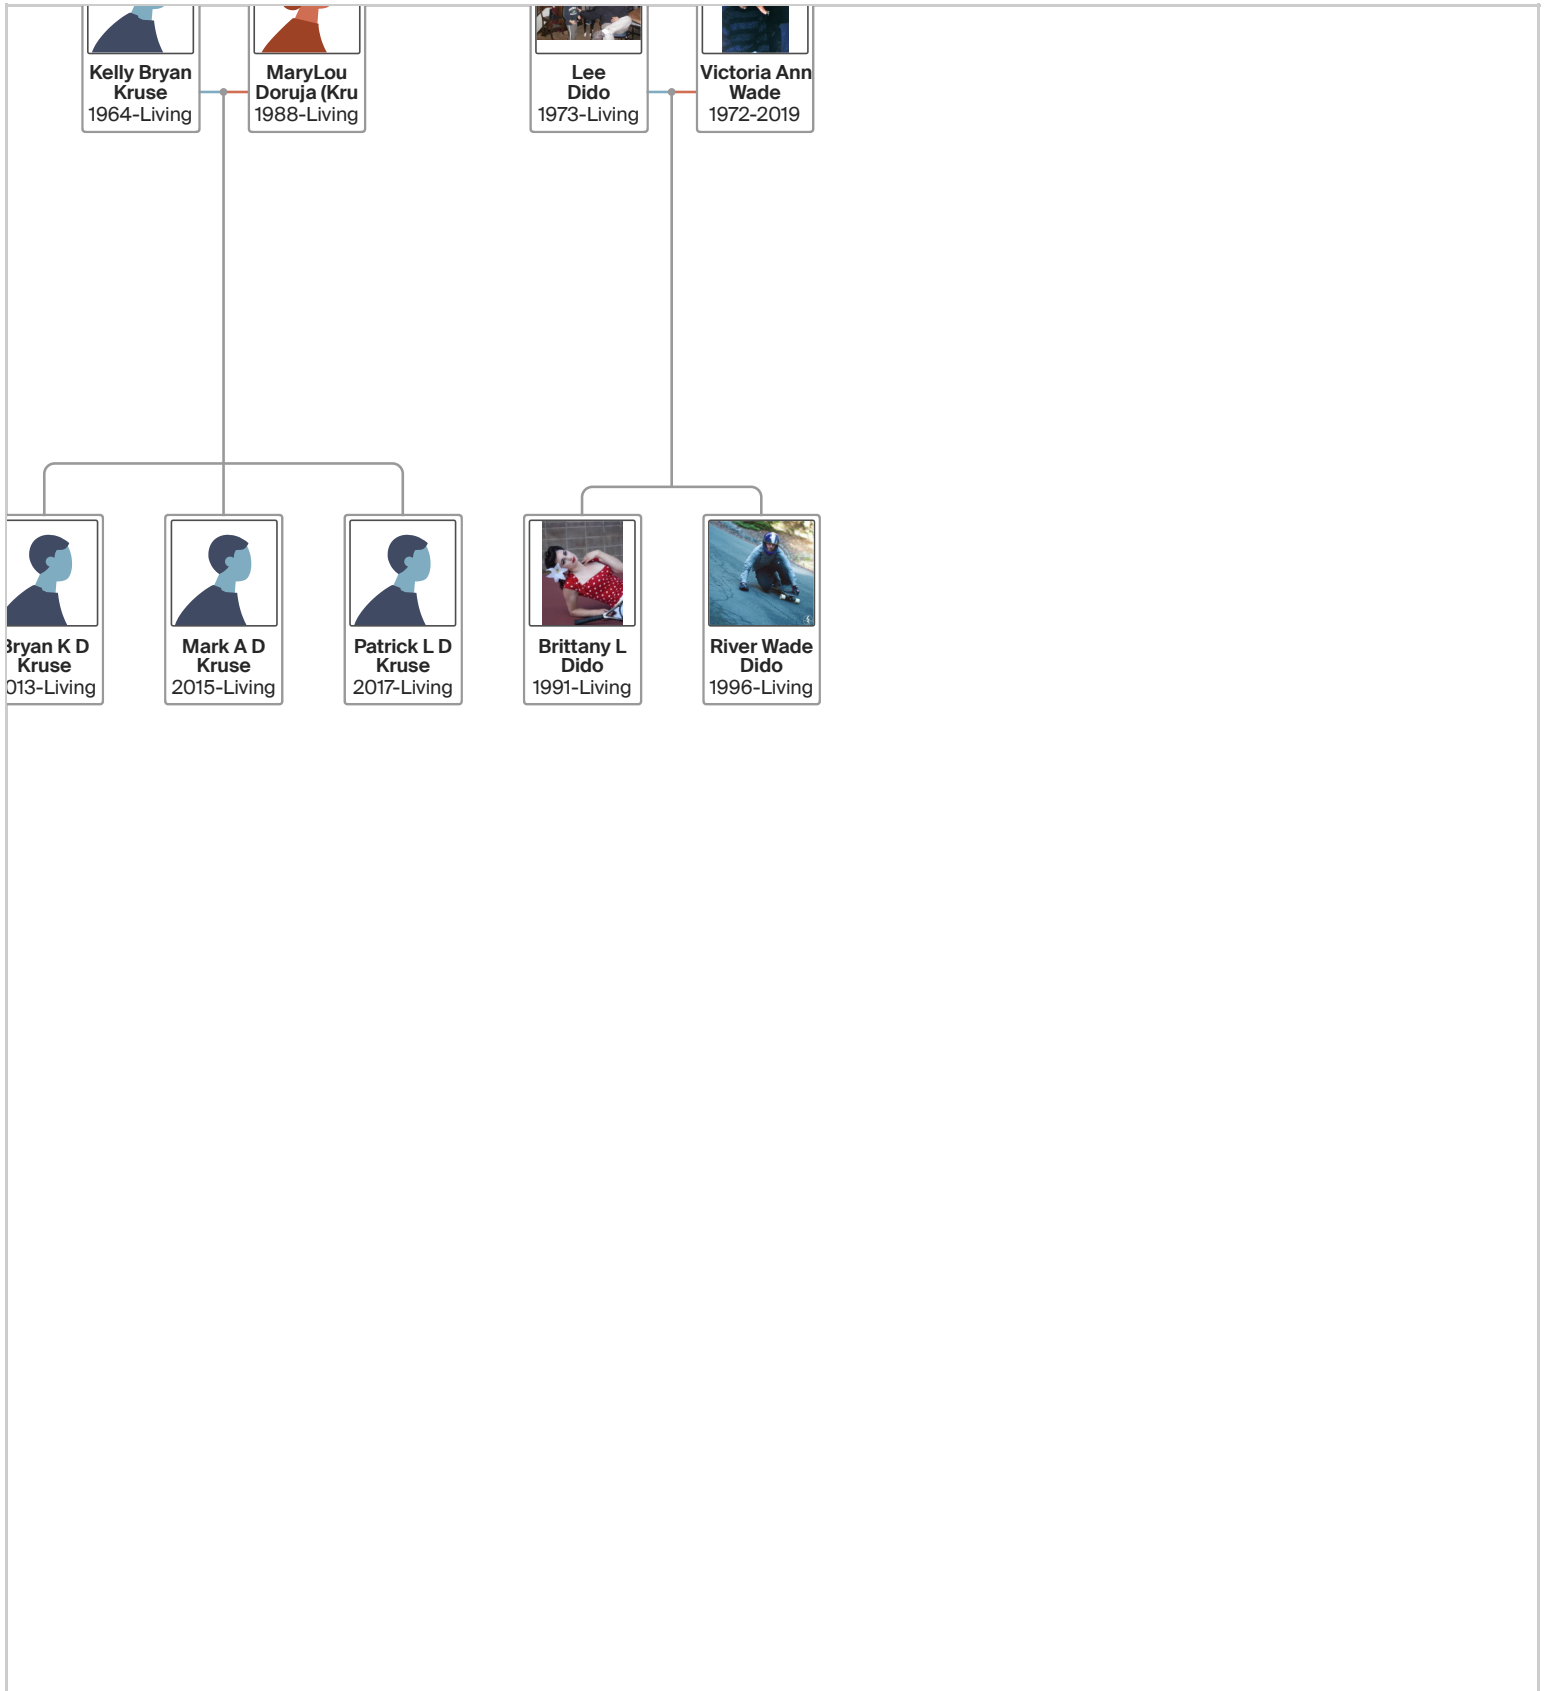 Kelly Bryan
Kruse
1964-Living
MaryLou
Doruja (Kru
1988-Living
Lee
Dido
1973-Living
Victoria Ann
Wade
1972-2019
Bryan K D
Kruse
013-Living
Mark A D
Kruse
2015-Living
Patrick L D
Kruse
2017-Living
Brittany L
Dido
1991-Living
River Wade
Dido
1996-Living